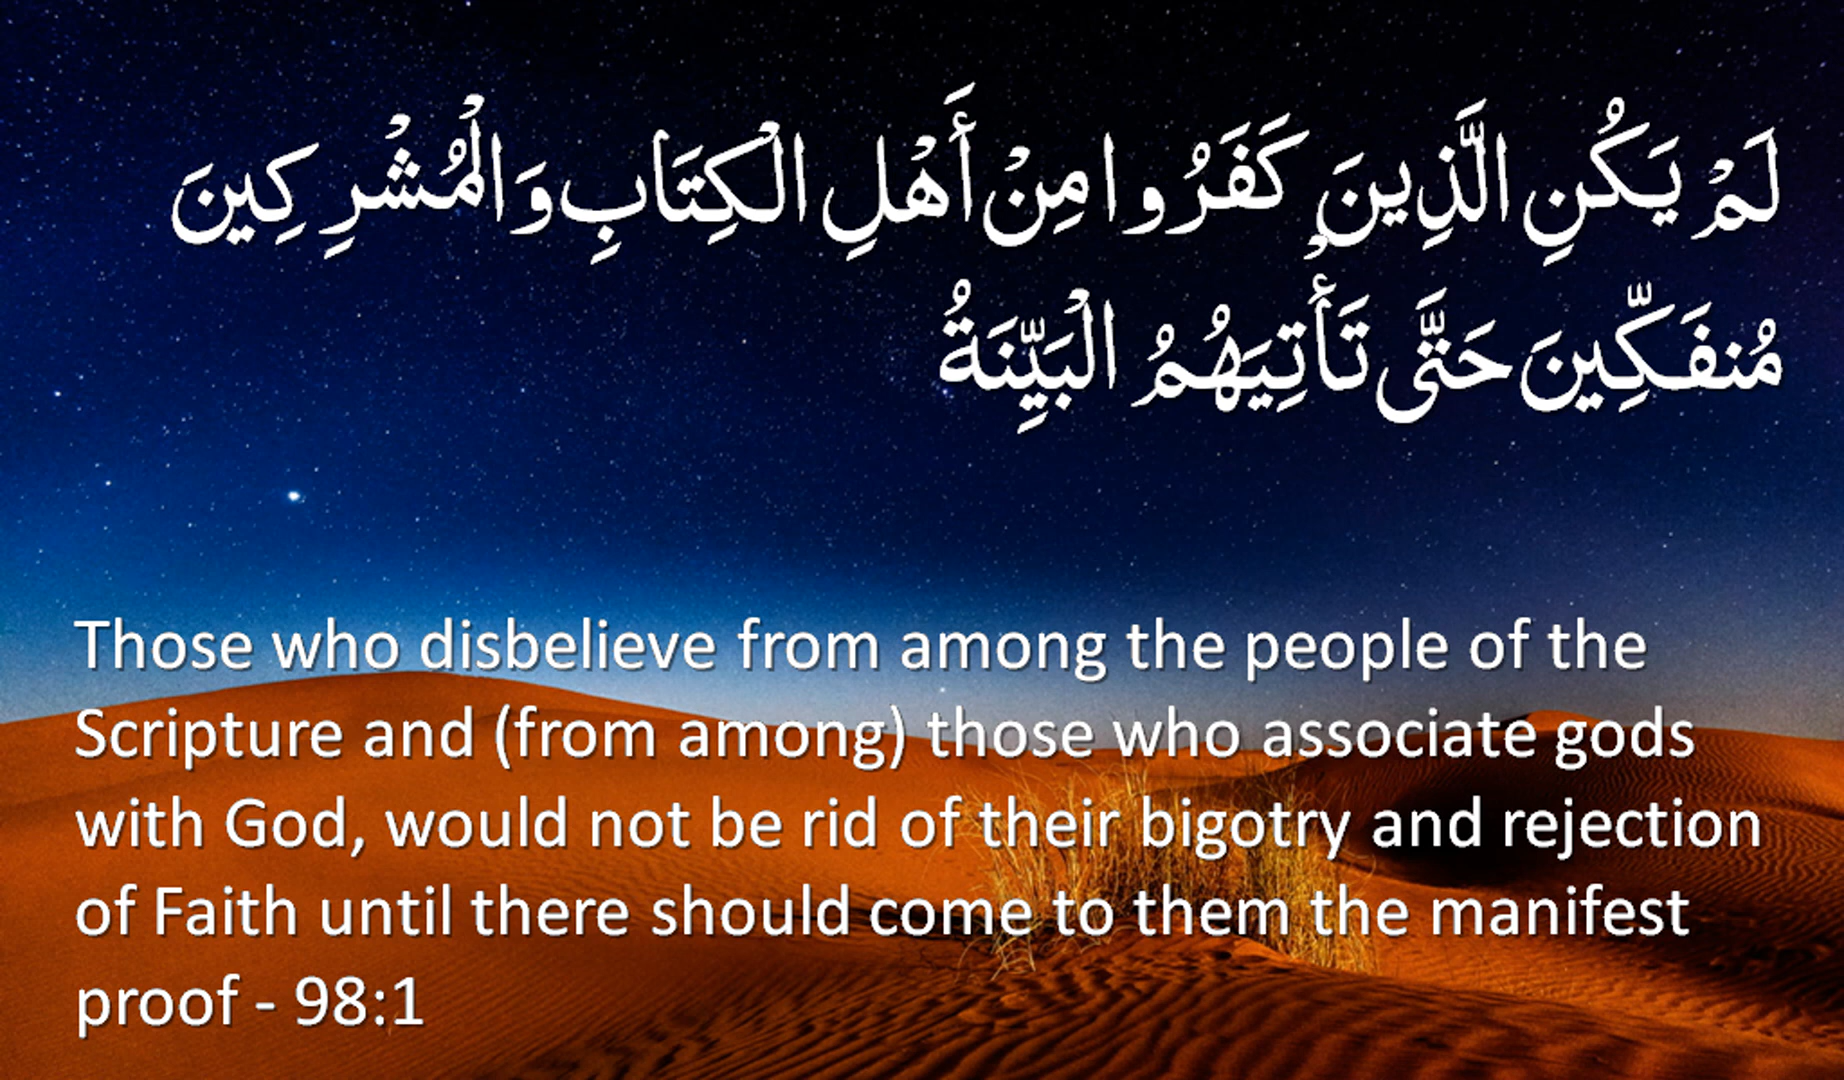 لَمْ يَكُنِ الَّذِينَ كَفَرُوا مِنْ أَهْلِ الْكِتَابِ وَالْمُشْرِكِينَ
مُنفَكِّينَ حَتَّى تَأْتِيَهُمُ الْبَيِّنَةُ
Those who disbelieve from among the people of the
Scripture and (from among) those who associate gods
with God, would not be rid of their bigotry and rejection
of Faith until there should come to them the manifest
proof - 98:1